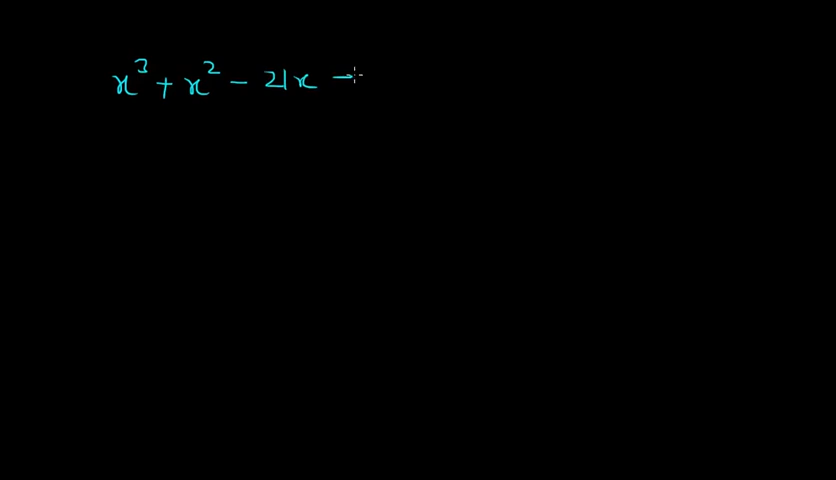 x³ + x² - 21x -